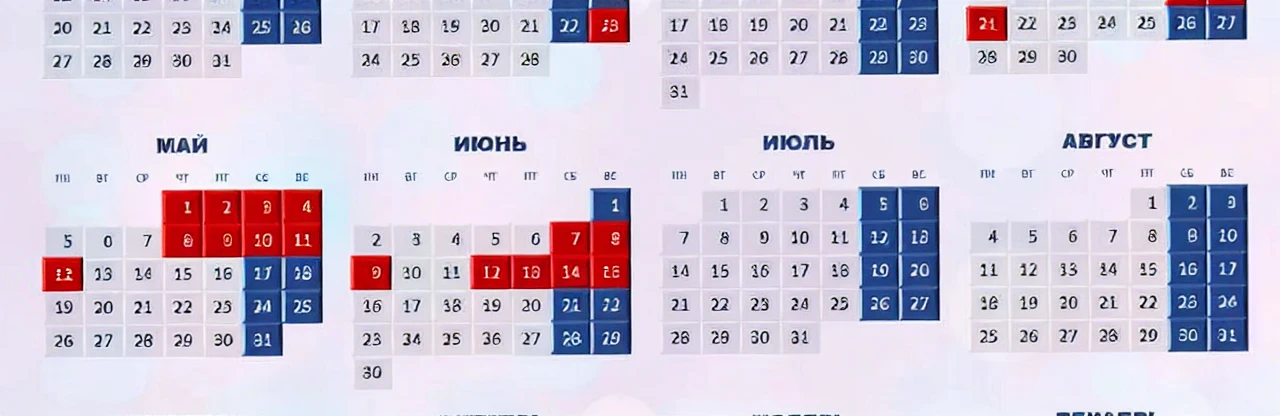 20 21 22 23 24 25 26 17 18 19 20 21 22 23 17 18 19 20 21 22 23 21 22 23 24 25 26 27
27 28 29 30 31 24 25 26 27 28 24 25 26 27 28 29 30 28 29 30
31
МАЙ ИЮНЬ ИЮЛЬ АВГУСТ
ПН ВТ СР ЧТ ПТ СБ ВС ПН ВТ СР ЧТ ПТ СБ ВС ПН ВТ СР ЧТ ПТ СБ ВС ПН ВТ СР ЧТ ПТ СБ ВС
1 2 3 4 1 1 2 3 4 5 6 1 2 3
5 6 7 8 9 10 11 2 3 4 5 6 7 8 7 8 9 10 11 12 13 4 5 6 7 8 9 10
12 13 14 15 16 17 18 9 10 11 12 13 14 15 14 15 16 17 18 19 20 11 12 13 14 15 16 17
19 20 21 22 23 24 25 16 17 18 19 20 21 22 21 22 23 24 25 26 27 18 19 20 21 22 23 24
26 27 28 29 30 31 23 24 25 26 27 28 29 28 29 30 31 25 26 27 28 29 30 31
30